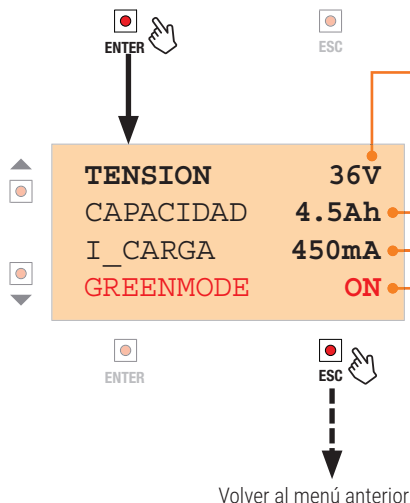 ENTER
ESC
TENSION 36V
CAPACIDAD 4.5Ah
I_CARGA 450mA
GREENMODE ON
ENTER
ESC
Volver al menú anterior